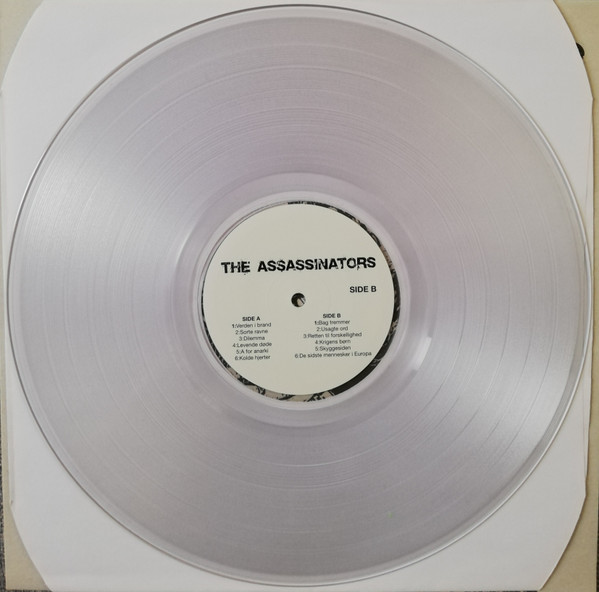 THE ASSASSINATORS
SIDE B
SIDE A
1:Verden i brand
2:Sorte ravne
3:Dilemma
4:Levende døde
5:A for anarki
6:Kolde hjerter
SIDE B
1:Bag tremmer
2:Usagte ord
3:Retten til forskellighed
4:Krigens børn
5:Skyggesiden
6:De sidste mennesker i Europa